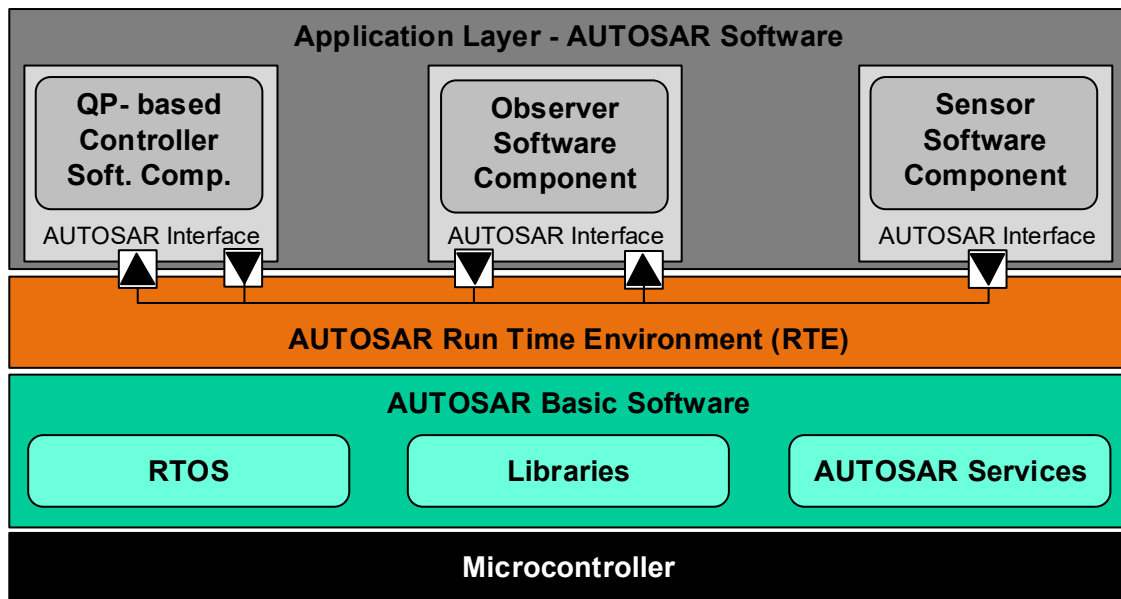 Application Layer - AUTOSAR Software
QP- based
Controller
Soft. Comp.
AUTOSAR Interface
Observer
Software
Component
AUTOSAR Interface
Sensor
Software
Component
AUTOSAR Interface
AUTOSAR Run Time Environment (RTE)
AUTOSAR Basic Software
RTOS
Libraries
AUTOSAR Services
Microcontroller